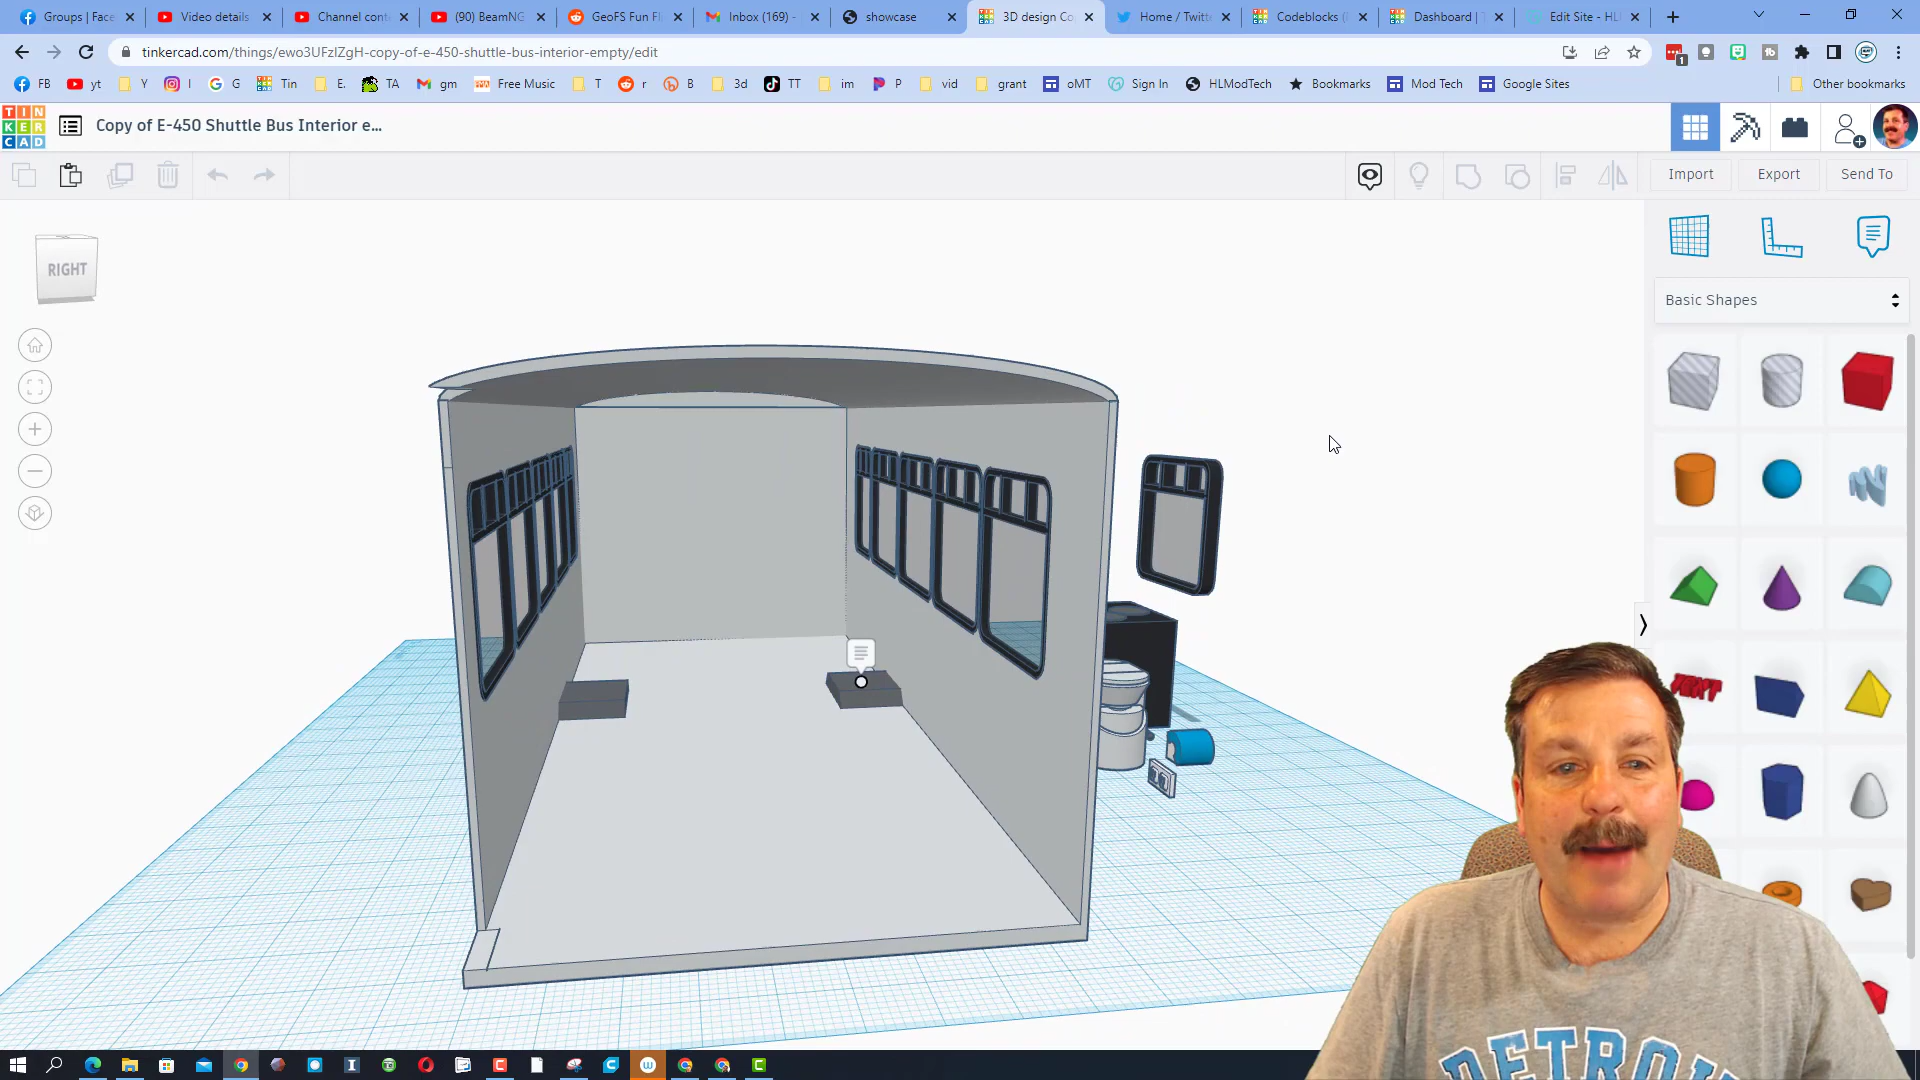 Groups | Face
Video details
Channel cont
(90) BeamNG
GeoFS Fun Fl
Inbox (169) -
showcase
3D design Co
Home / Twitte
Codeblocks (
Dashboard | T
Edit Site - HL
tinkercad.com/things/ewo3UFzlZgH-copy-of-e-450-shuttle-bus-interior-empty/edit
1
FB
yt
Y
I
G
Tin
E.
TA
gm
Free Music
T
r
B
3d
TT
im
P
vid
grant
oMT
Sign In
HLModTech
Bookmarks
Mod Tech
Google Sites
Other bookmarks
TIN
KER
CAD
Copy of E-450 Shuttle Bus Interior e...
Import
Export
Send To
RIGHT
Basic Shapes
TEXT
DETROI